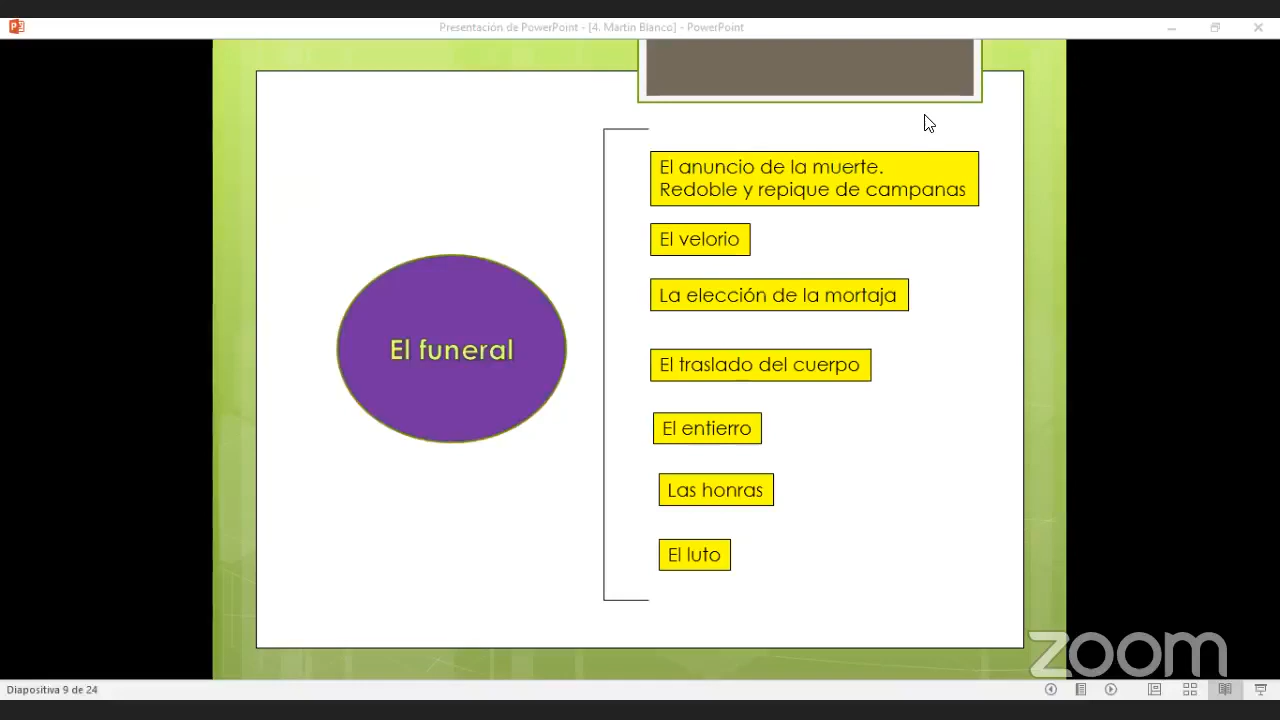 Presentación de PowerPoint - [4. Martin Blanco] - PowerPoint
El anuncio de la muerte.
Redoble y repique de campanas
El velorio
La elección de la mortaja
El funeral
El traslado del cuerpo
El entierro
Las honras
El luto
zoom
Diapositiva 9 de 24